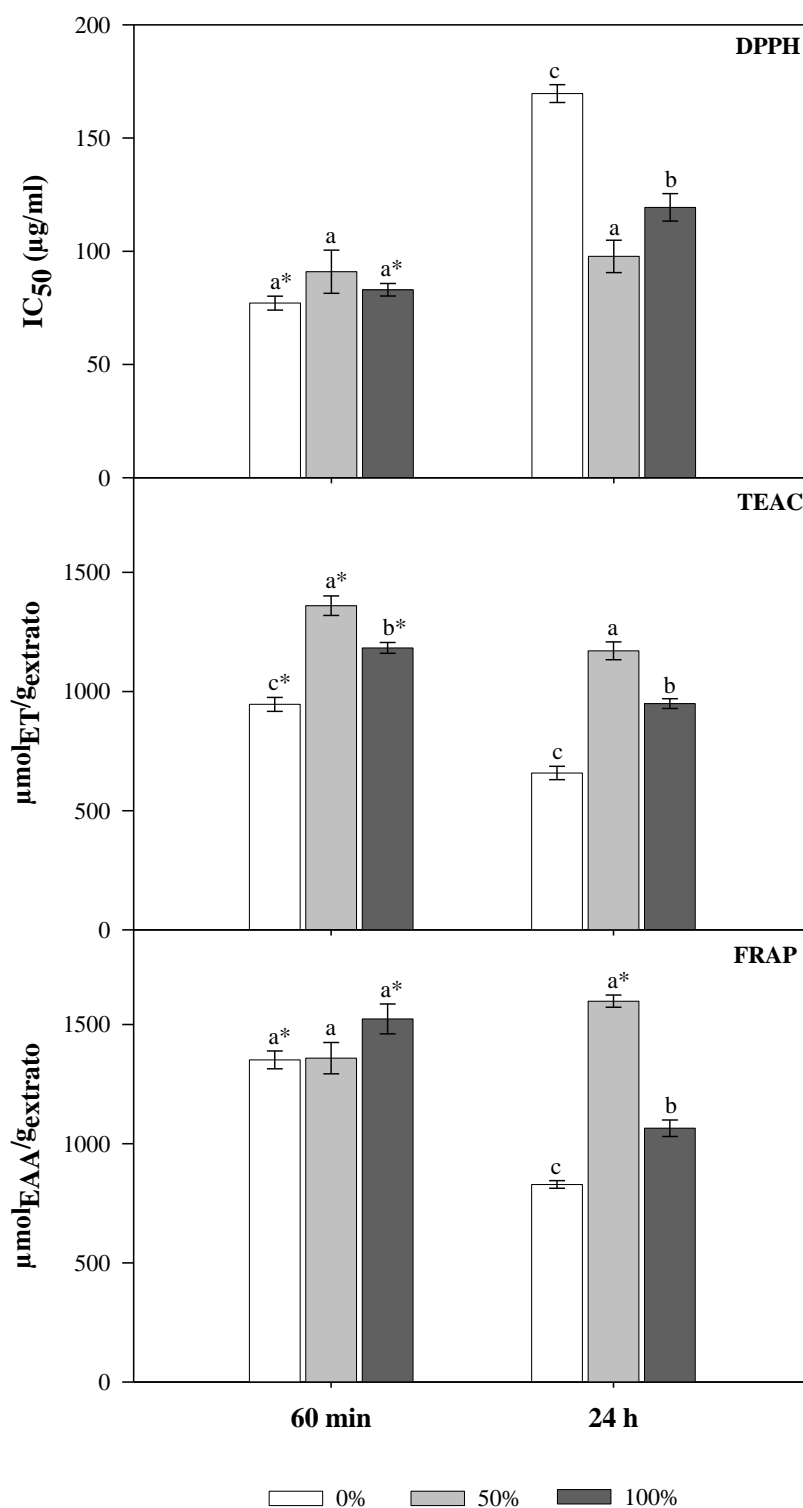 200
DPPH
c
150
b
a
a
100
a*
a*
IC50 (µg/ml)
50
0
TEAC
1500
a*
b*
a
c*
b
1000
c
µmolET/gextrato
500
0
FRAP
a*
a*
1500
a*
a
b
1000
c
µmolEAA/gextrato
500
0
60 min 24 h
0% 50% 100%